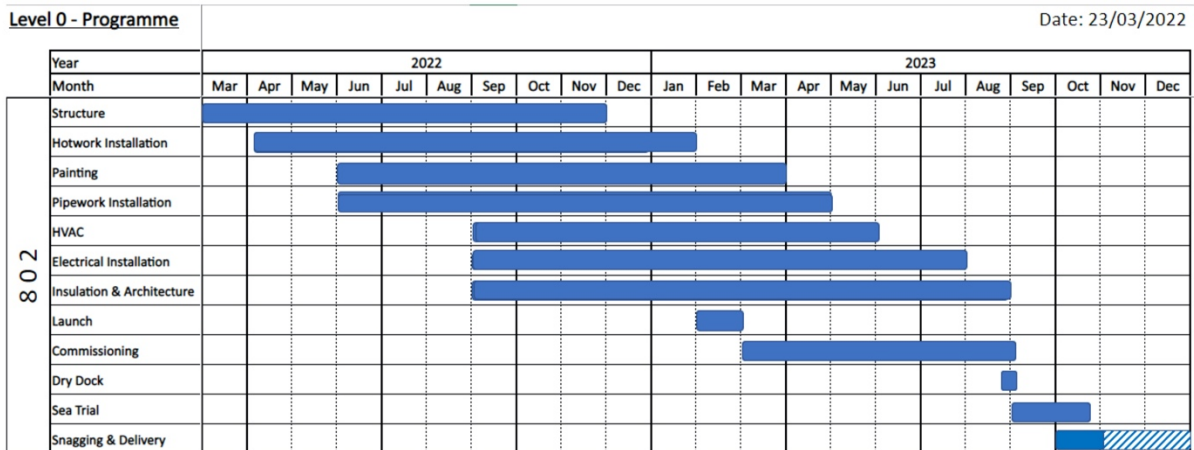 Level 0 - Programme
Date: 23/03/2022
Year 2022 2023
Month Mar Apr May Jun Jul Aug Sep Oct Nov Dec Jan Feb Mar Apr May Jun Jul Aug Sep Oct Nov Dec
802
Structure
Hotwork Installation
Painting
Pipework Installation
HVAC
Electrical Installation
Insulation & Architecture
Launch
Commissioning
Dry Dock
Sea Trial
Snagging & Delivery